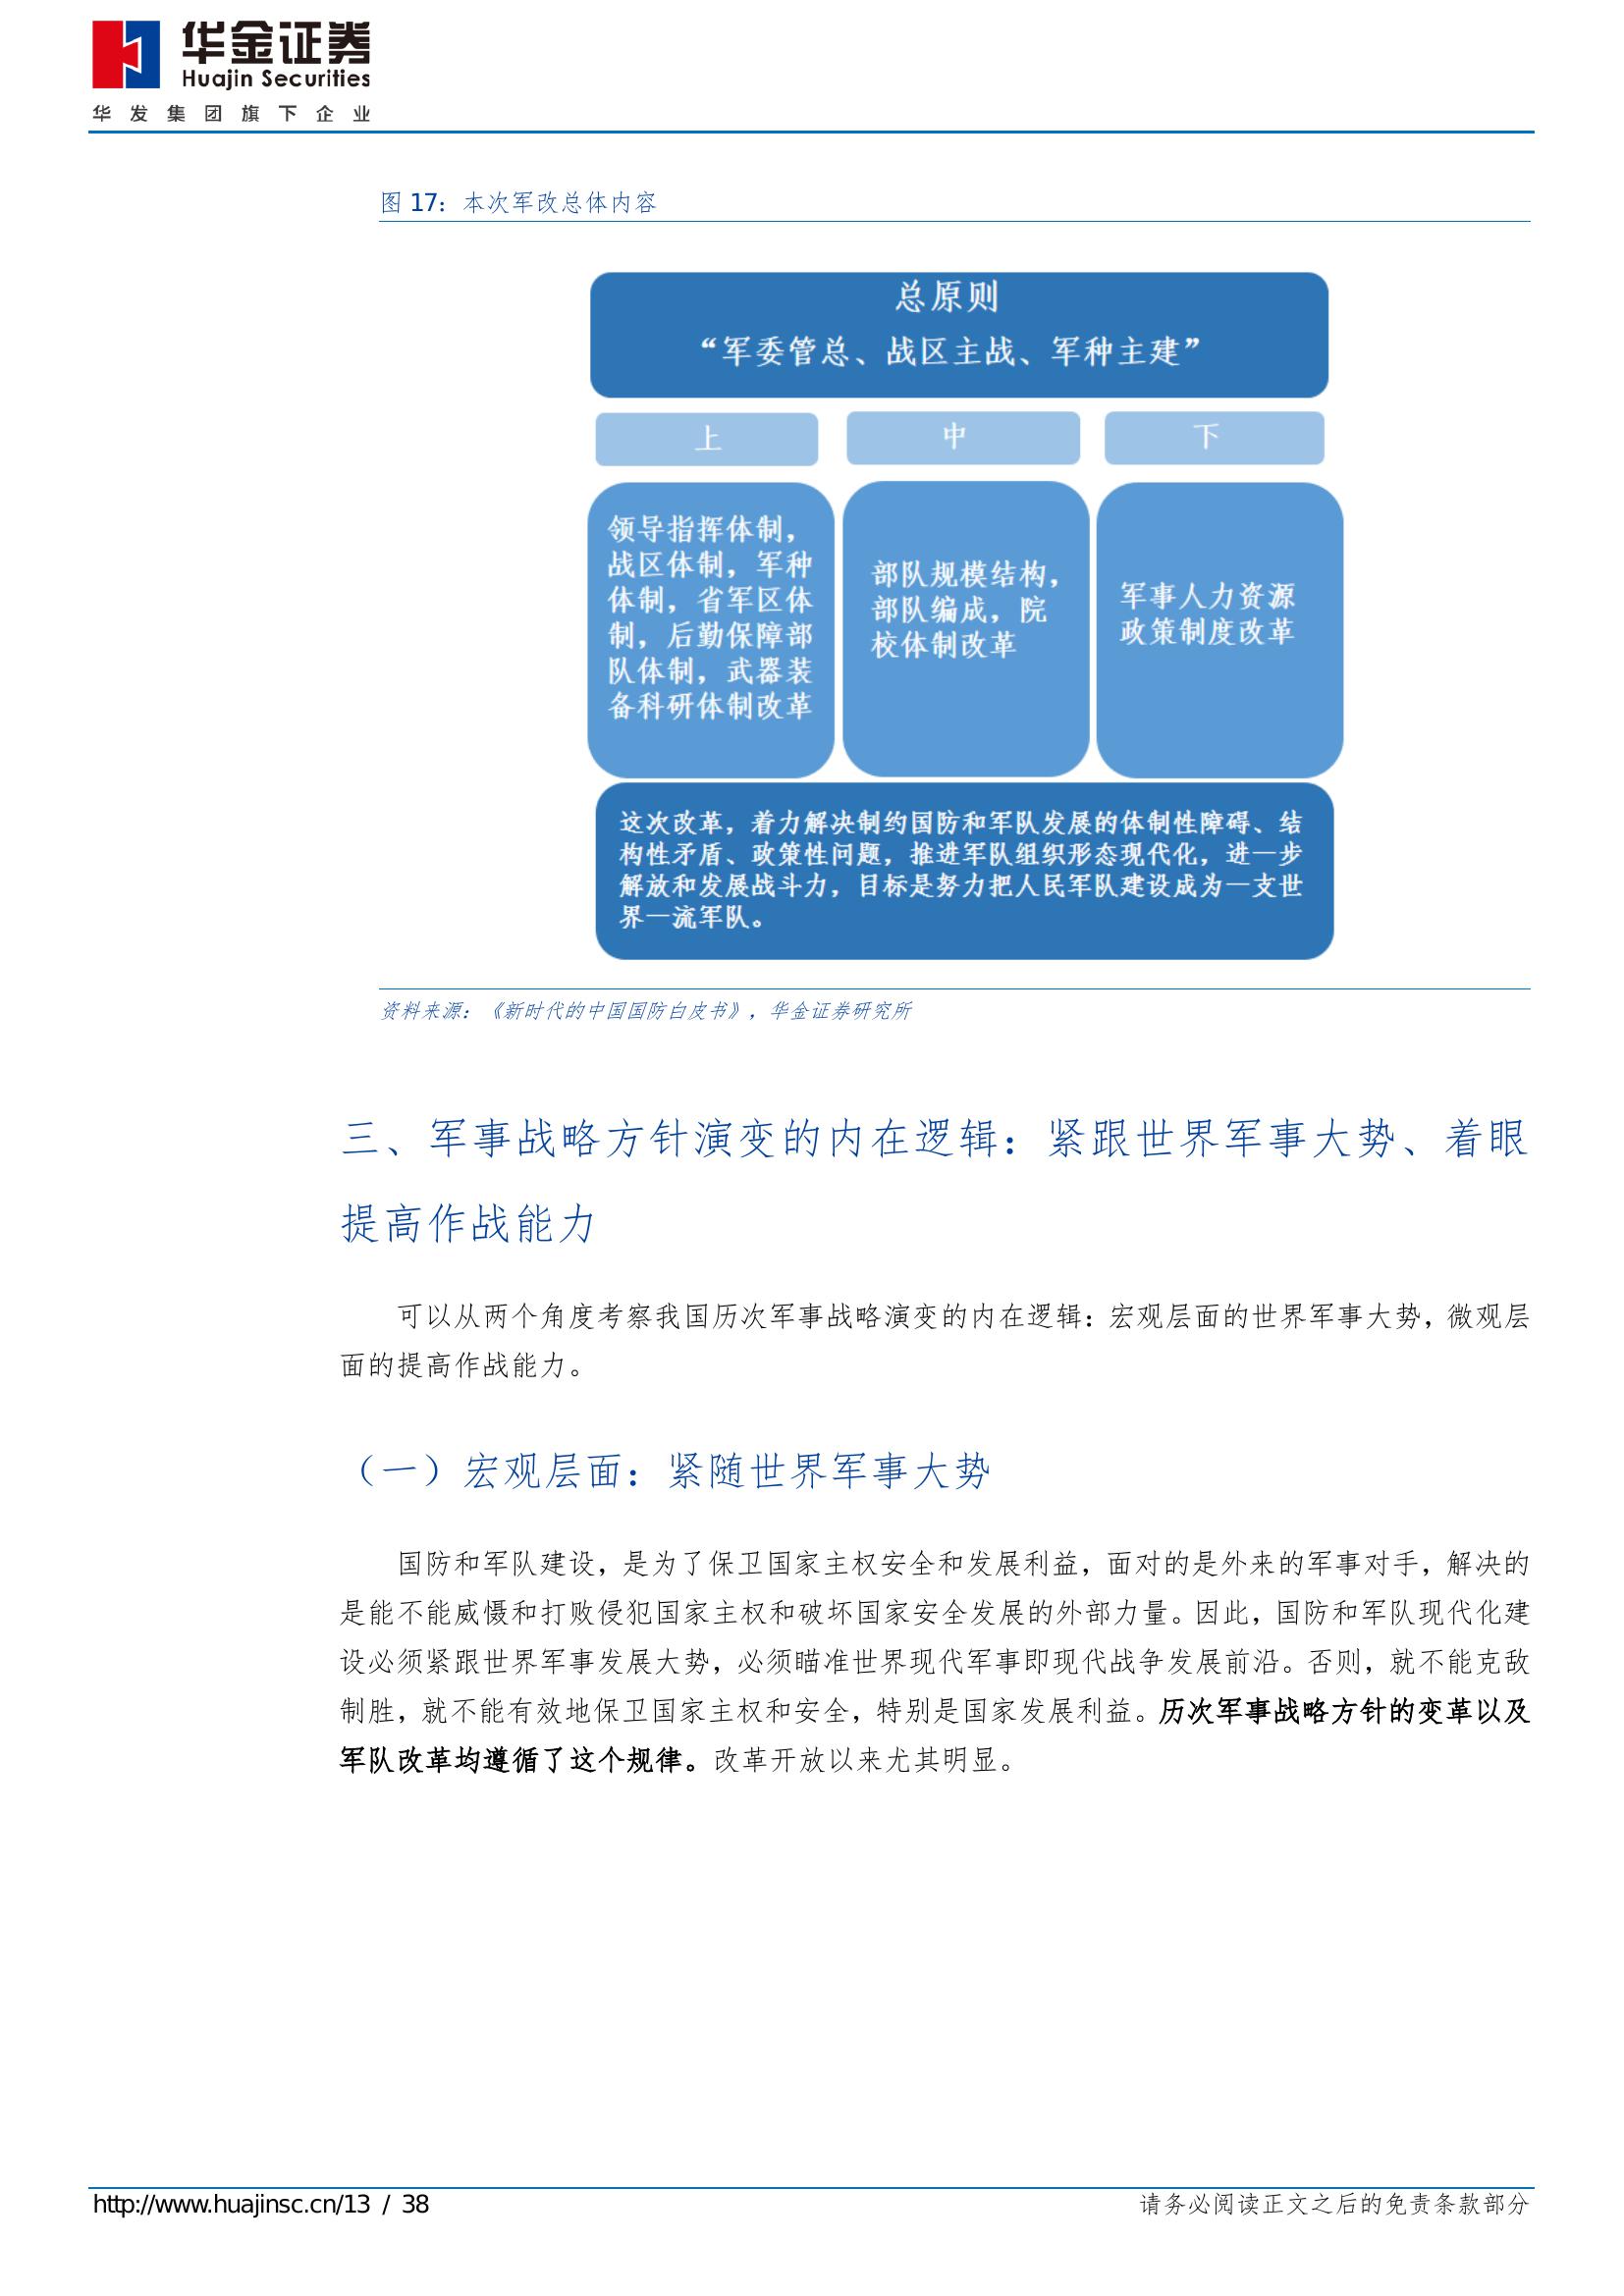 华金证券
Huajin Securities
华发集团旗下企业
图 17：本次军改总体内容
总原则
“军委管总、战区主战、军种主建”
上
中
下
领导指挥体制，
战区体制，军种
体制，省军区体
制，后勤保障部
队体制，武器装
备科研体制改革
部队规模结构，
部队编成，院
校体制改革
军事人力资源
政策制度改革
这次改革，着力解决制约国防和军队发展的体制性障碍、结
构性矛盾、政策性问题，推进军队组织形态现代化，进一步
解放和发展战斗力，目标是努力把人民军队建设成为一支世
界一流军队。
资料来源：《新时代的中国国防白皮书》，华金证券研究所
三、军事战略方针演变的内在逻辑：紧跟世界军事大势、着眼
提高作战能力
可以从两个角度考察我国历次军事战略演变的内在逻辑：宏观层面的世界军事大势，微观层
面的提高作战能力。
（一）宏观层面：紧随世界军事大势
国防和军队建设，是为了保卫国家主权安全和发展利益，面对的是外来的军事对手，解决的
是能不能威慑和打败侵犯国家主权和破坏国家安全发展的外部力量。因此，国防和军队现代化建
设必须紧跟世界军事发展大势，必须瞄准世界现代军事即现代战争发展前沿。否则，就不能克敌
制胜，就不能有效地保卫国家主权和安全，特别是国家发展利益。历次军事战略方针的变革以及
军队改革均遵循了这个规律。改革开放以来尤其明显。
http://www.huajinsc.cn/13 / 38
请务必阅读正文之后的免责条款部分